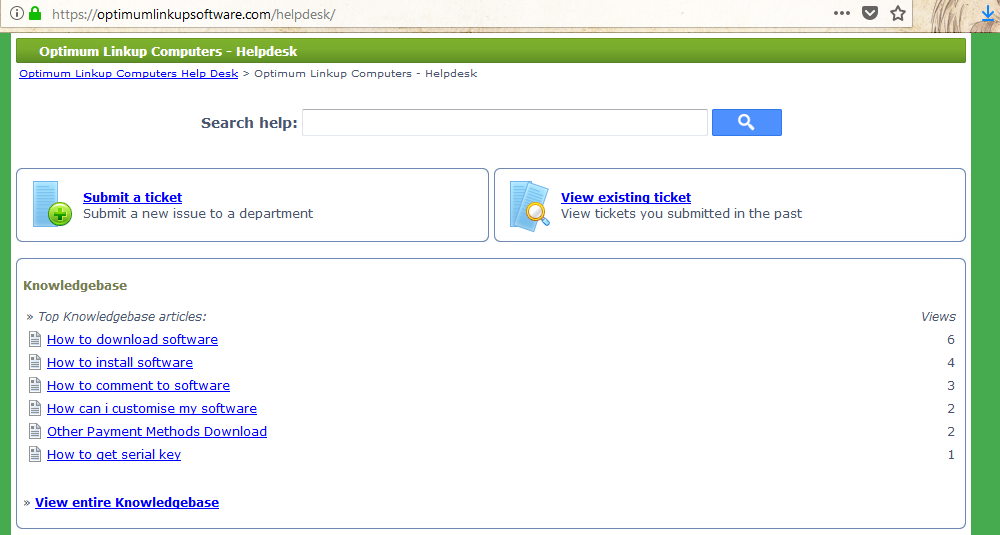 https://optimumlinkupsoftware.com/helpdesk/
Optimum Linkup Computers - Helpdesk
Optimum Linkup Computers Help Desk > Optimum Linkup Computers - Helpdesk
Search help:
Submit a ticket
Submit a new issue to a department
View existing ticket
View tickets you submitted in the past
Knowledgebase
» Top Knowledgebase articles: Views
How to download software 6
How to install software 4
How to comment to software 3
How can i customise my software 2
Other Payment Methods Download 2
How to get serial key 1
» View entire Knowledgebase